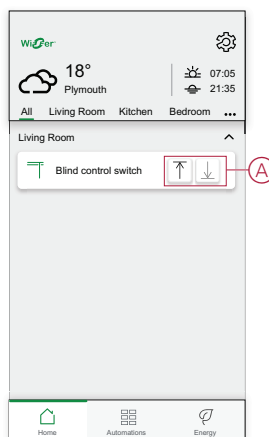 Wiser
18°
Plymouth
07:05
21:35
All Living Room Kitchen Bedroom ...
Living Room
Blind control switch
A
Home Automations Energy